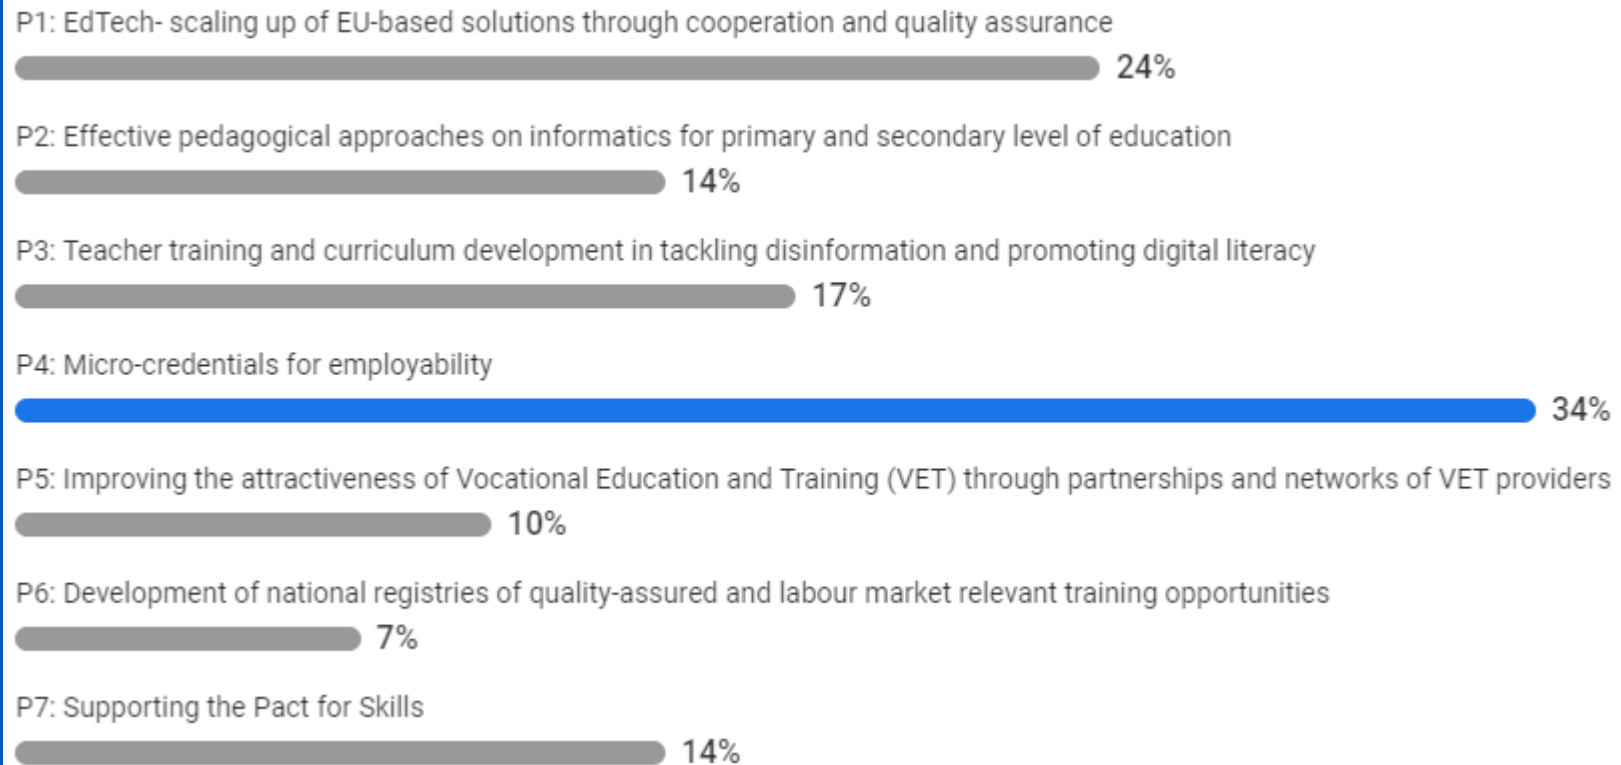 P1: EdTech- scaling up of EU-based solutions through cooperation and quality assurance
24%
P2: Effective pedagogical approaches on informatics for primary and secondary level of education
14%
P3: Teacher training and curriculum development in tackling disinformation and promoting digital literacy
17%
P4: Micro-credentials for employability
34%
P5: Improving the attractiveness of Vocational Education and Training (VET) through partnerships and networks of VET providers
10%
P6: Development of national registries of quality-assured and labour market relevant training opportunities
7%
P7: Supporting the Pact for Skills
14%